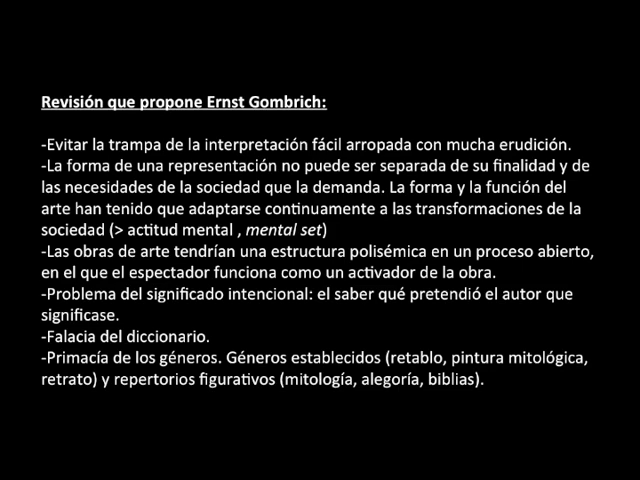 Revisión que propone Ernst Gombrich:
-Evitar la trampa de la interpretación fácil arropada con mucha erudición.
-La forma de una representación no puede ser separada de su finalidad y de
las necesidades de la sociedad que la demanda. La forma y la función del
arte han tenido que adaptarse continuamente a las transformaciones de la
sociedad (> actitud mental , mental set)
-Las obras de arte tendrían una estructura polisémica en un proceso abierto,
en el que el espectador funciona como un activador de la obra.
-Problema del significado intencional: el saber qué pretendió el autor que
significase.
-Falacia del diccionario.
-Primacía de los géneros. Géneros establecidos (retablo, pintura mitológica,
retrato) y repertorios figurativos (mitología, alegoría, biblias).